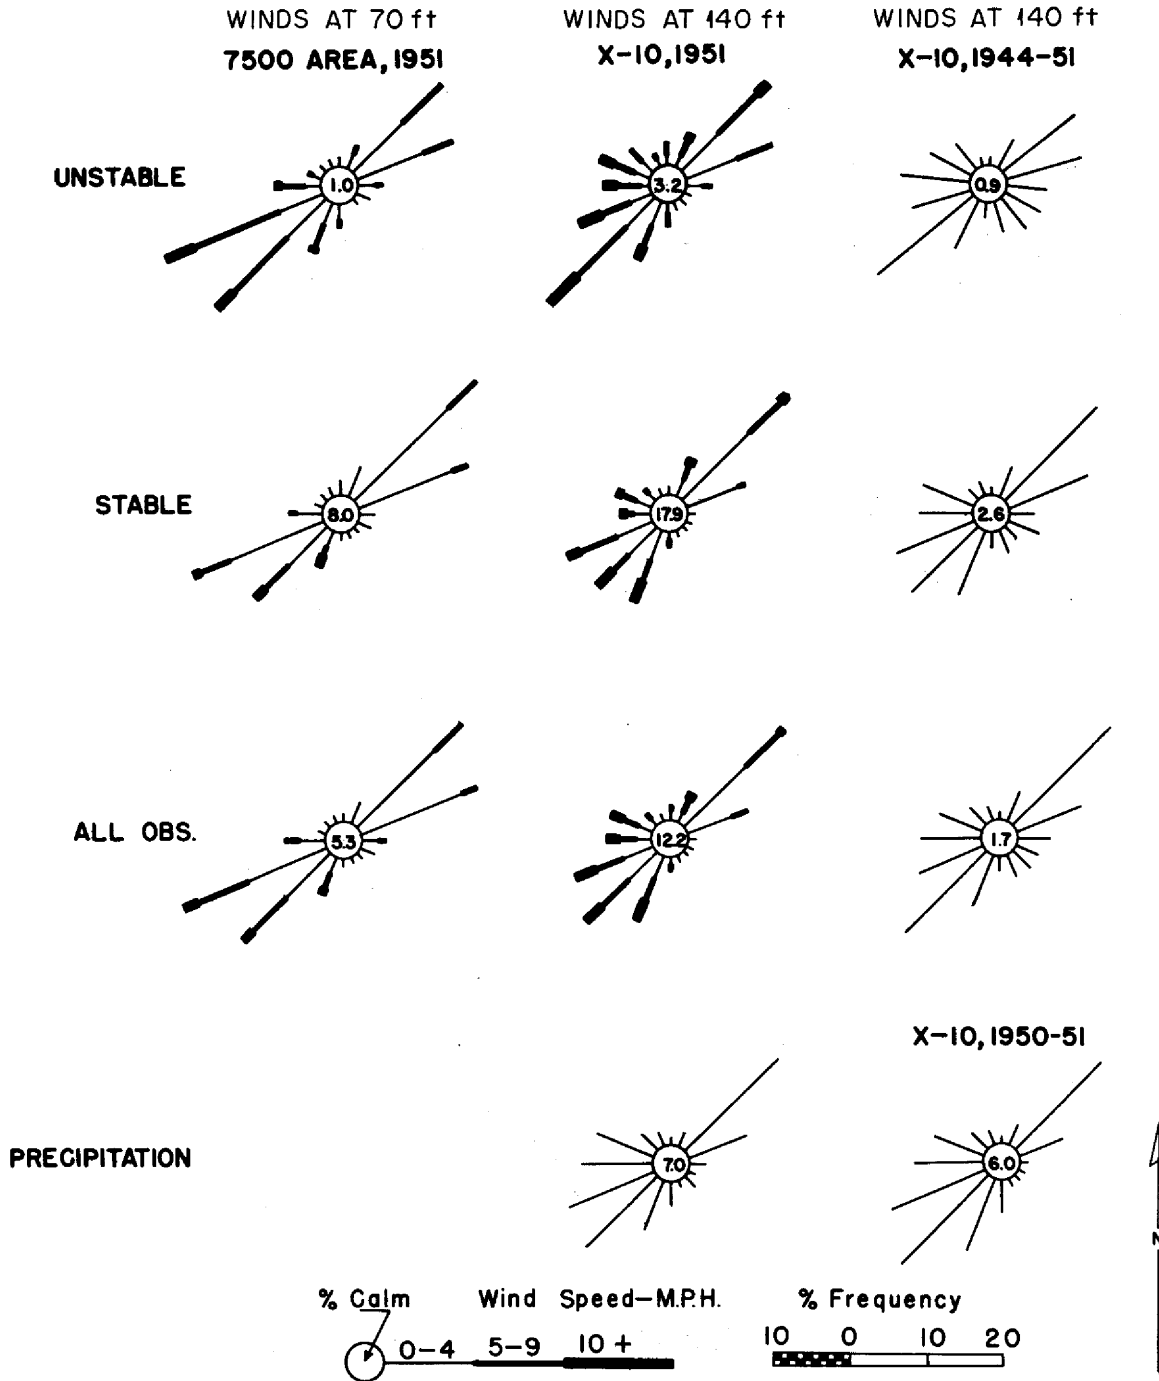 WINDS AT 70 ft WINDS AT 140 ft WINDS AT 140 ft
7500 AREA, 1951 X-10, 1951 X-10, 1944-51
UNSTABLE 1.0 3.2 0.9
STABLE 8.0 17.9 2.6
ALL OBS. 5.3 12.2 1.7
X-10, 1950-51
PRECIPITATION 7.0 6.0
N
% Calm Wind Speed-M.P.H. % Frequency
0-4 5-9 10 + 10 0 10 20